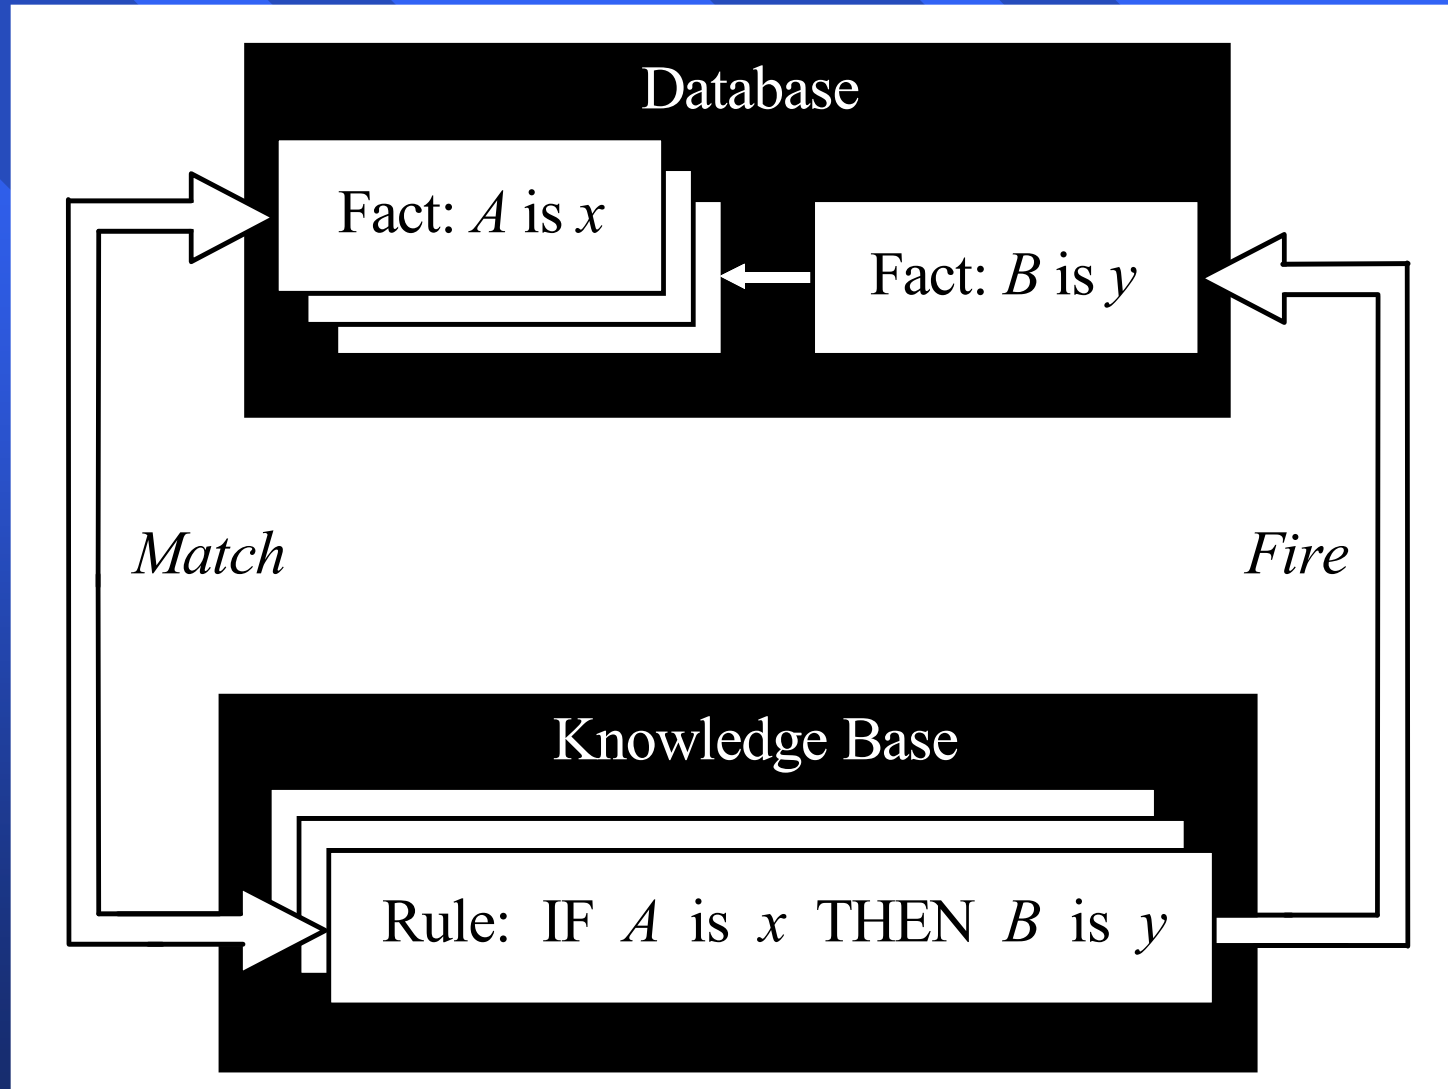 Database
Fact: A is x
Fact: B is y
Match
Fire
Knowledge Base
Rule: IF A is x THEN B is y